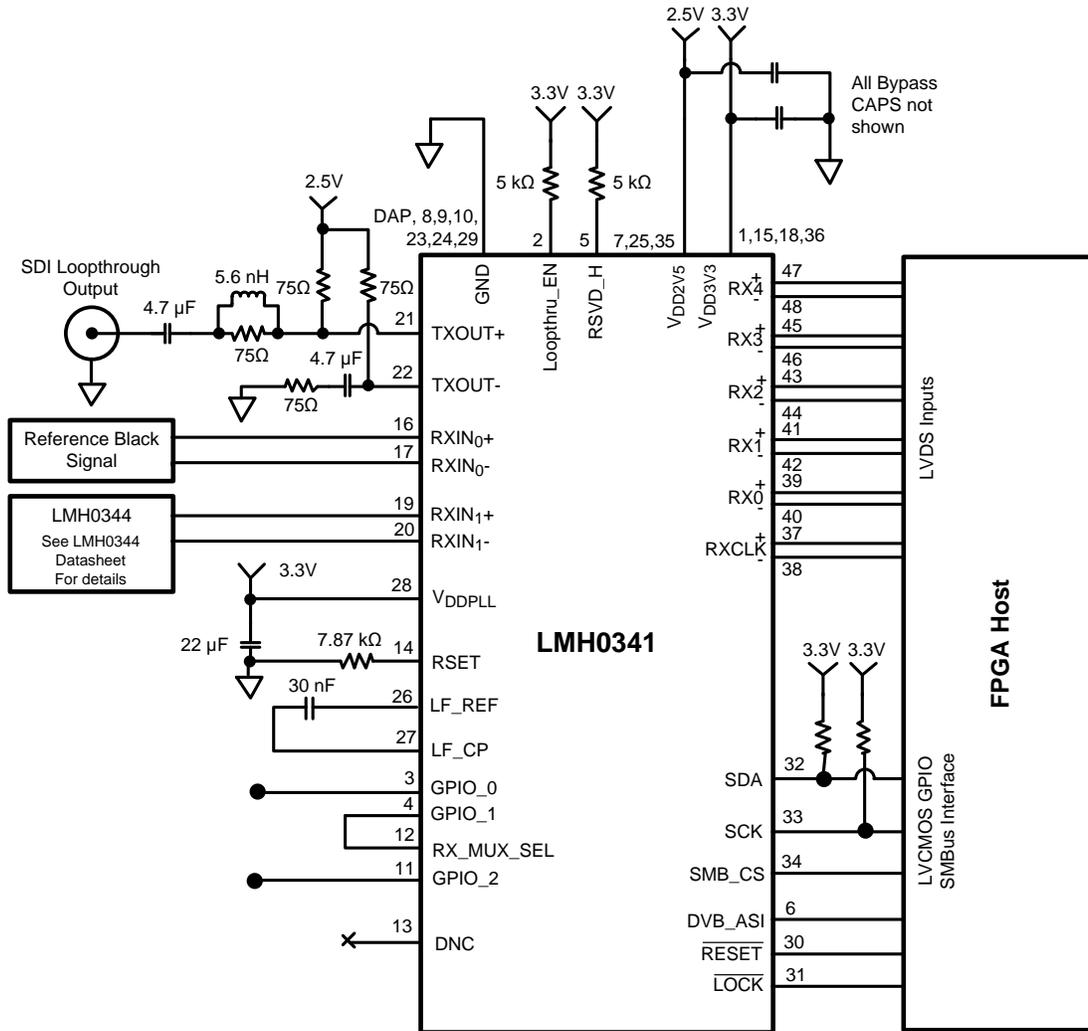 2.5V 3.3V
All Bypass
CAPS not
shown
3.3V 3.3V
5 kΩ 5 kΩ
2.5V
DAP, 8,9,10,
23,24,29
2 5 7,25,35 1,15,18,36
SDI Loopthrough
Output
4.7 µF
5.6 nH
75Ω
75Ω 75Ω
21
TXOUT+
4.7 µF
75Ω
22
TXOUT-
GND
Loopthru_EN
RSVD_H
VDD2V5
VDD3V3
Reference Black
Signal
16
RXIN0+
17
RXIN0-
LMH0344
See LMH0344
Datasheet
For details
19
RXIN1+
20
RXIN1-
3.3V
28
VDDPLL
22 µF
7.87 kΩ
14
RSET
30 nF
26
LF_REF
27
LF_CP
3
GPIO_0
4
GPIO_1
12
RX_MUX_SEL
11
GPIO_2
13
DNC
LMH0341
RX4 + -
47
48
RX3 + -
45
46
RX2 + -
43
44
RX1 + -
41
42
RX0 + -
39
40
RXCLK + -
37
38
3.3V 3.3V
SDA
32
SCK
33
SMB_CS
34
DVB_ASI
6
RESET
30
LOCK
31
LVDS Inputs
FPGA Host
LVCMOS GPIO
SMBus Interface